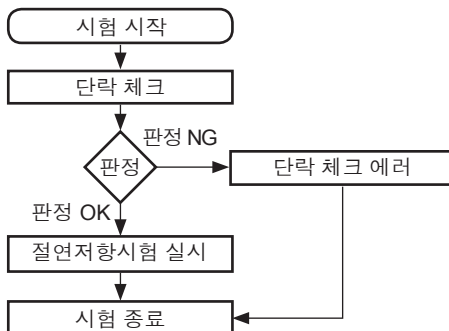 시험 시작
단락 체크
판정 NG
판정
단락 체크 에러
판정 OK
절연저항시험 실시
시험 종료